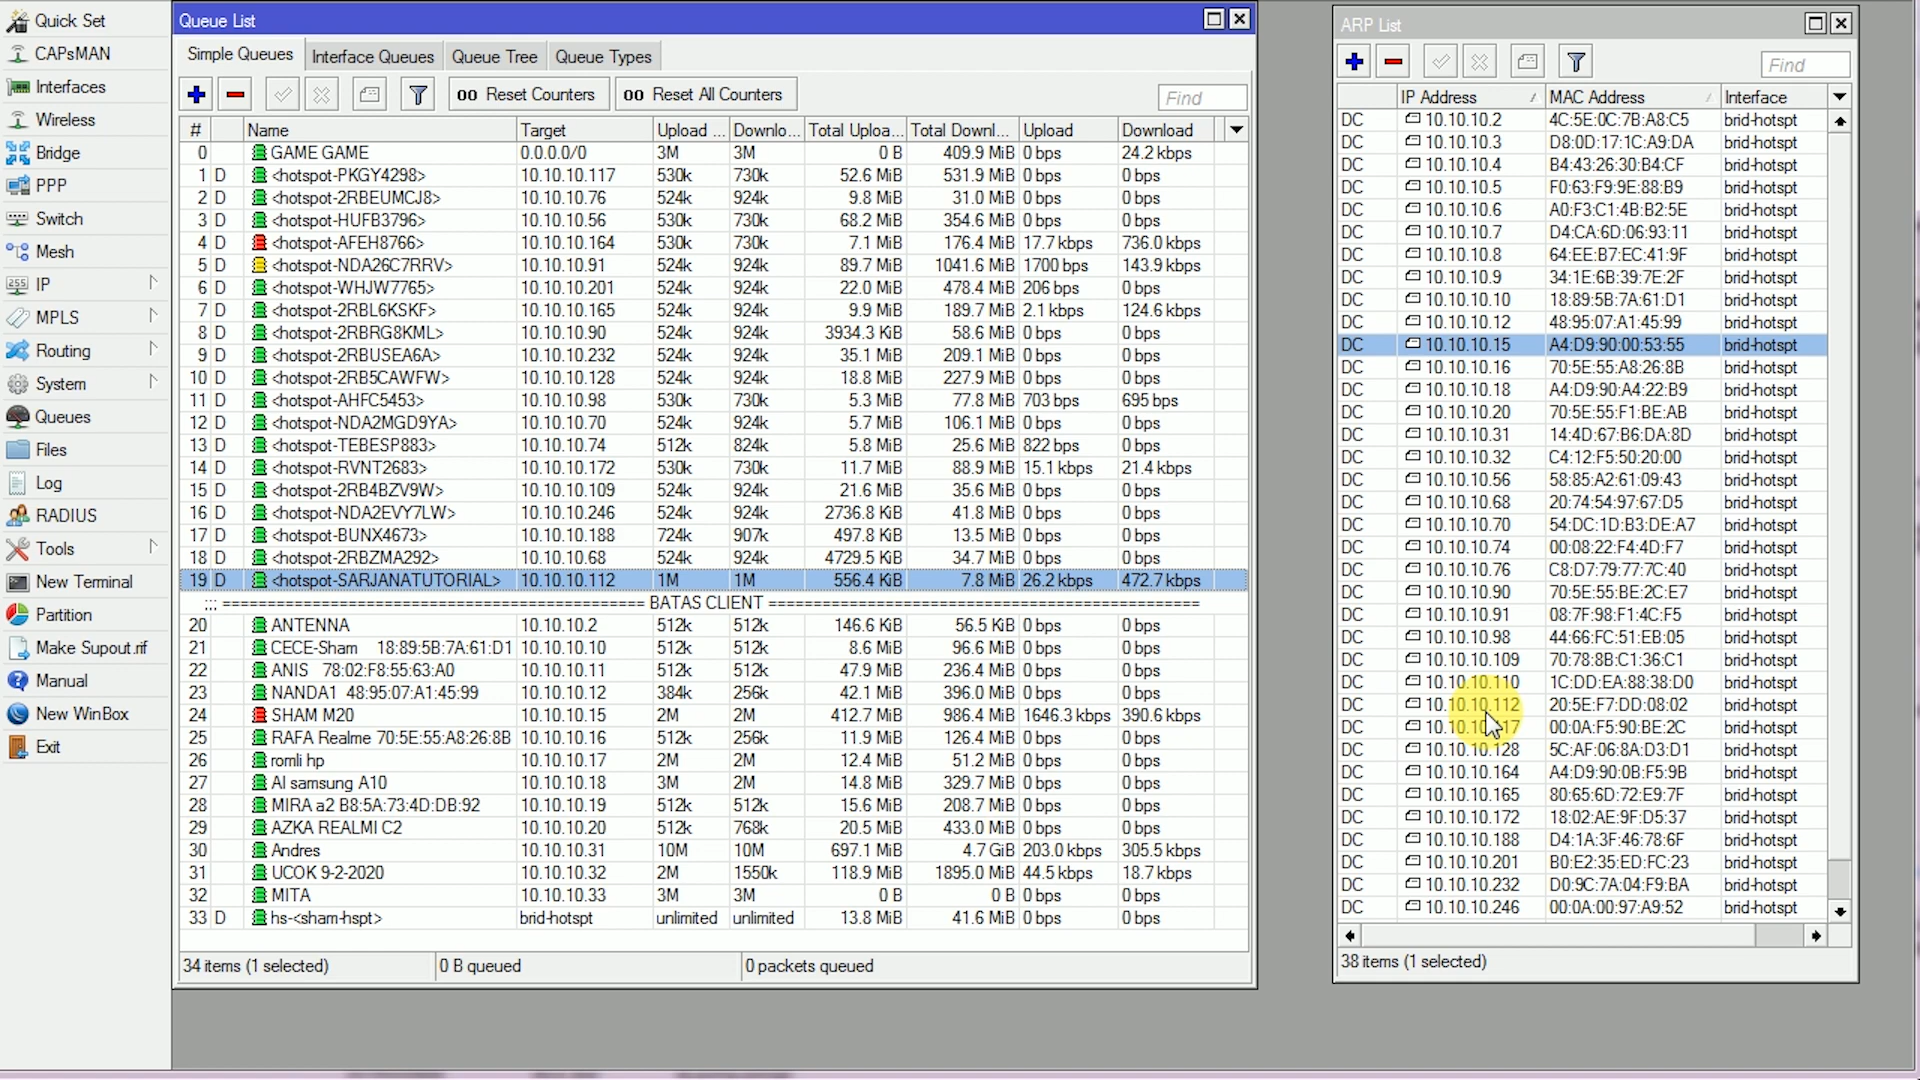 Quick Set
CAPsMAN
Interfaces
Wireless
Bridge
PPP
Switch
Mesh
IP
MPLS
Routing
System
Queues
Files
Log
RADIUS
Tools
New Terminal
Partition
Make Supout.rif
Manual
New WinBox
Exit
Queue List
Simple Queues Interface Queues Queue Tree Queue Types
00 Reset Counters 00 Reset All Counters Find
# Name Target Upload ... Downlo... Total Uploa... Total Downl... Upload Download
0 GAME GAME 0.0.0.0/0 3M 3M 0 B 409.9 MiB 0 bps 24.2 kbps
1 D <hotspot-PKGY4298> 10.10.10.117 530k 730k 52.6 MiB 531.9 MiB 0 bps 0 bps
2 D <hotspot-2RBEUMCJ8> 10.10.10.76 524k 924k 9.8 MiB 31.0 MiB 0 bps 0 bps
3 D <hotspot-HUFB3796> 10.10.10.56 530k 730k 68.2 MiB 354.6 MiB 0 bps 0 bps
4 D <hotspot-AFEH8766> 10.10.10.164 530k 730k 7.1 MiB 176.4 MiB 17.7 kbps 736.0 kbps
5 D <hotspot-NDA26C7RRV> 10.10.10.91 524k 924k 89.7 MiB 1041.6 MiB 1700 bps 143.9 kbps
6 D <hotspot-WHJW7765> 10.10.10.201 524k 924k 22.0 MiB 478.4 MiB 206 bps 0 bps
7 D <hotspot-2RBL6KSKF> 10.10.10.165 524k 924k 9.9 MiB 189.7 MiB 2.1 kbps 124.6 kbps
8 D <hotspot-2RBRG8KML> 10.10.10.90 524k 924k 3934.3 KiB 58.6 MiB 0 bps 0 bps
9 D <hotspot-2RBUSEA6A> 10.10.10.232 524k 924k 35.1 MiB 209.1 MiB 0 bps 0 bps
10 D <hotspot-2RB5CAWFW> 10.10.10.128 524k 924k 18.8 MiB 227.9 MiB 0 bps 0 bps
11 D <hotspot-AHFC5453> 10.10.10.98 530k 730k 5.3 MiB 77.8 MiB 703 bps 695 bps
12 D <hotspot-NDA2MGD9YA> 10.10.10.70 524k 924k 5.7 MiB 106.1 MiB 0 bps 0 bps
13 D <hotspot-TEBESP883> 10.10.10.74 512k 824k 5.8 MiB 25.6 MiB 822 bps 0 bps
14 D <hotspot-RVNT2683> 10.10.10.172 530k 730k 11.7 MiB 88.9 MiB 15.1 kbps 21.4 kbps
15 D <hotspot-2RB4BZV9W> 10.10.10.109 524k 924k 21.6 MiB 35.6 MiB 0 bps 0 bps
16 D <hotspot-NDA2EVY7LW> 10.10.10.246 524k 924k 2736.8 KiB 41.8 MiB 0 bps 0 bps
17 D <hotspot-BUNX4673> 10.10.10.188 724k 907k 497.8 KiB 13.5 MiB 0 bps 0 bps
18 D <hotspot-2RBZMA292> 10.10.10.68 524k 924k 4729.5 KiB 34.7 MiB 0 bps 0 bps
19 D <hotspot-SARJANATUTORIAL> 10.10.10.112 1M 1M 556.4 KiB 7.8 MiB 26.2 kbps 472.7 kbps
::: ============================================ BATAS CLIENT =============================================
20 ANTENNA 10.10.10.2 512k 512k 146.6 KiB 56.5 KiB 0 bps 0 bps
21 CECE-Sham 18:89:5B:7A:61:D1 10.10.10.10 512k 512k 8.6 MiB 96.6 MiB 0 bps 0 bps
22 ANIS 78:02:F8:55:63:A0 10.10.10.11 512k 512k 47.9 MiB 236.4 MiB 0 bps 0 bps
23 NANDA1 48:95:07:A1:45:99 10.10.10.12 384k 256k 42.1 MiB 396.0 MiB 0 bps 0 bps
24 SHAM M20 10.10.10.15 2M 2M 412.7 MiB 986.4 MiB 1646.3 kbps 390.6 kbps
25 RAFA Realme 70:5E:55:A8:26:8B 10.10.10.16 512k 256k 11.9 MiB 126.4 MiB 0 bps 0 bps
26 romli hp 10.10.10.17 2M 2M 12.4 MiB 51.2 MiB 0 bps 0 bps
27 Al samsung A10 10.10.10.18 3M 2M 14.8 MiB 329.7 MiB 0 bps 0 bps
28 MIRA a2 B8:5A:73:4D:DB:92 10.10.10.19 512k 512k 15.6 MiB 208.7 MiB 0 bps 0 bps
29 AZKA REALMI C2 10.10.10.20 512k 768k 20.5 MiB 433.0 MiB 0 bps 0 bps
30 Andres 10.10.10.31 10M 10M 697.1 MiB 4.7 GiB 203.0 kbps 305.5 kbps
31 UCOK 9-2-2020 10.10.10.32 2M 1550k 118.9 MiB 1895.0 MiB 44.5 kbps 18.7 kbps
32 MITA 10.10.10.33 3M 3M 0 B 0 B 0 bps 0 bps
33 D hs-<sham-hspt> brid-hotspt unlimited unlimited 13.8 MiB 41.6 MiB 0 bps 0 bps
34 items (1 selected) 0 B queued 0 packets queued
ARP List
Find
IP Address MAC Address Interface
DC 10.10.10.2 4C:5E:0C:7B:A8:C5 brid-hotspt
DC 10.10.10.3 D8:0D:17:1C:A9:DA brid-hotspt
DC 10.10.10.4 B4:43:26:30:B4:CF brid-hotspt
DC 10.10.10.5 F0:63:F9:9E:88:B9 brid-hotspt
DC 10.10.10.6 A0:F3:C1:4B:B2:5E brid-hotspt
DC 10.10.10.7 D4:CA:6D:06:93:11 brid-hotspt
DC 10.10.10.8 64:EE:B7:EC:41:9F brid-hotspt
DC 10.10.10.9 34:1E:6B:39:7E:2F brid-hotspt
DC 10.10.10.10 18:89:5B:7A:61:D1 brid-hotspt
DC 10.10.10.12 48:95:07:A1:45:99 brid-hotspt
DC 10.10.10.15 A4:D9:90:00:53:55 brid-hotspt
DC 10.10.10.16 70:5E:55:A8:26:8B brid-hotspt
DC 10.10.10.18 A4:D9:90:A4:22:B9 brid-hotspt
DC 10.10.10.20 70:5E:55:F1:BE:AB brid-hotspt
DC 10.10.10.31 14:4D:67:B6:DA:8D brid-hotspt
DC 10.10.10.32 C4:12:F5:50:20:00 brid-hotspt
DC 10.10.10.56 58:85:A2:61:09:43 brid-hotspt
DC 10.10.10.68 20:74:54:97:67:D5 brid-hotspt
DC 10.10.10.70 54:DC:1D:B3:DE:A7 brid-hotspt
DC 10.10.10.74 00:08:22:F4:4D:F7 brid-hotspt
DC 10.10.10.76 C8:D7:79:77:7C:40 brid-hotspt
DC 10.10.10.90 70:5E:55:BE:2C:E7 brid-hotspt
DC 10.10.10.91 08:7F:98:F1:4C:F5 brid-hotspt
DC 10.10.10.98 44:66:FC:51:EB:05 brid-hotspt
DC 10.10.10.109 70:78:8B:C1:36:C1 brid-hotspt
DC 10.10.10.110 1C:DD:EA:88:38:D0 brid-hotspt
DC 10.10.10.112 20:5E:F7:DD:08:02 brid-hotspt
DC 00:0A:F5:90:BE:2C brid-hotspt
DC 10.10.10.128 5C:AF:06:8A:D3:D1 brid-hotspt
DC 10.10.10.164 A4:D9:90:0B:F5:9B brid-hotspt
DC 10.10.10.165 80:65:6D:72:E9:7F brid-hotspt
DC 10.10.10.172 18:02:AE:9F:D5:37 brid-hotspt
DC 10.10.10.188 D4:1A:3F:46:78:6F brid-hotspt
DC 10.10.10.201 B0:E2:35:ED:FC:23 brid-hotspt
DC 10.10.10.232 D0:9C:7A:04:F9:BA brid-hotspt
DC 10.10.10.246 00:0A:00:97:A9:52 brid-hotspt
38 items (1 selected)